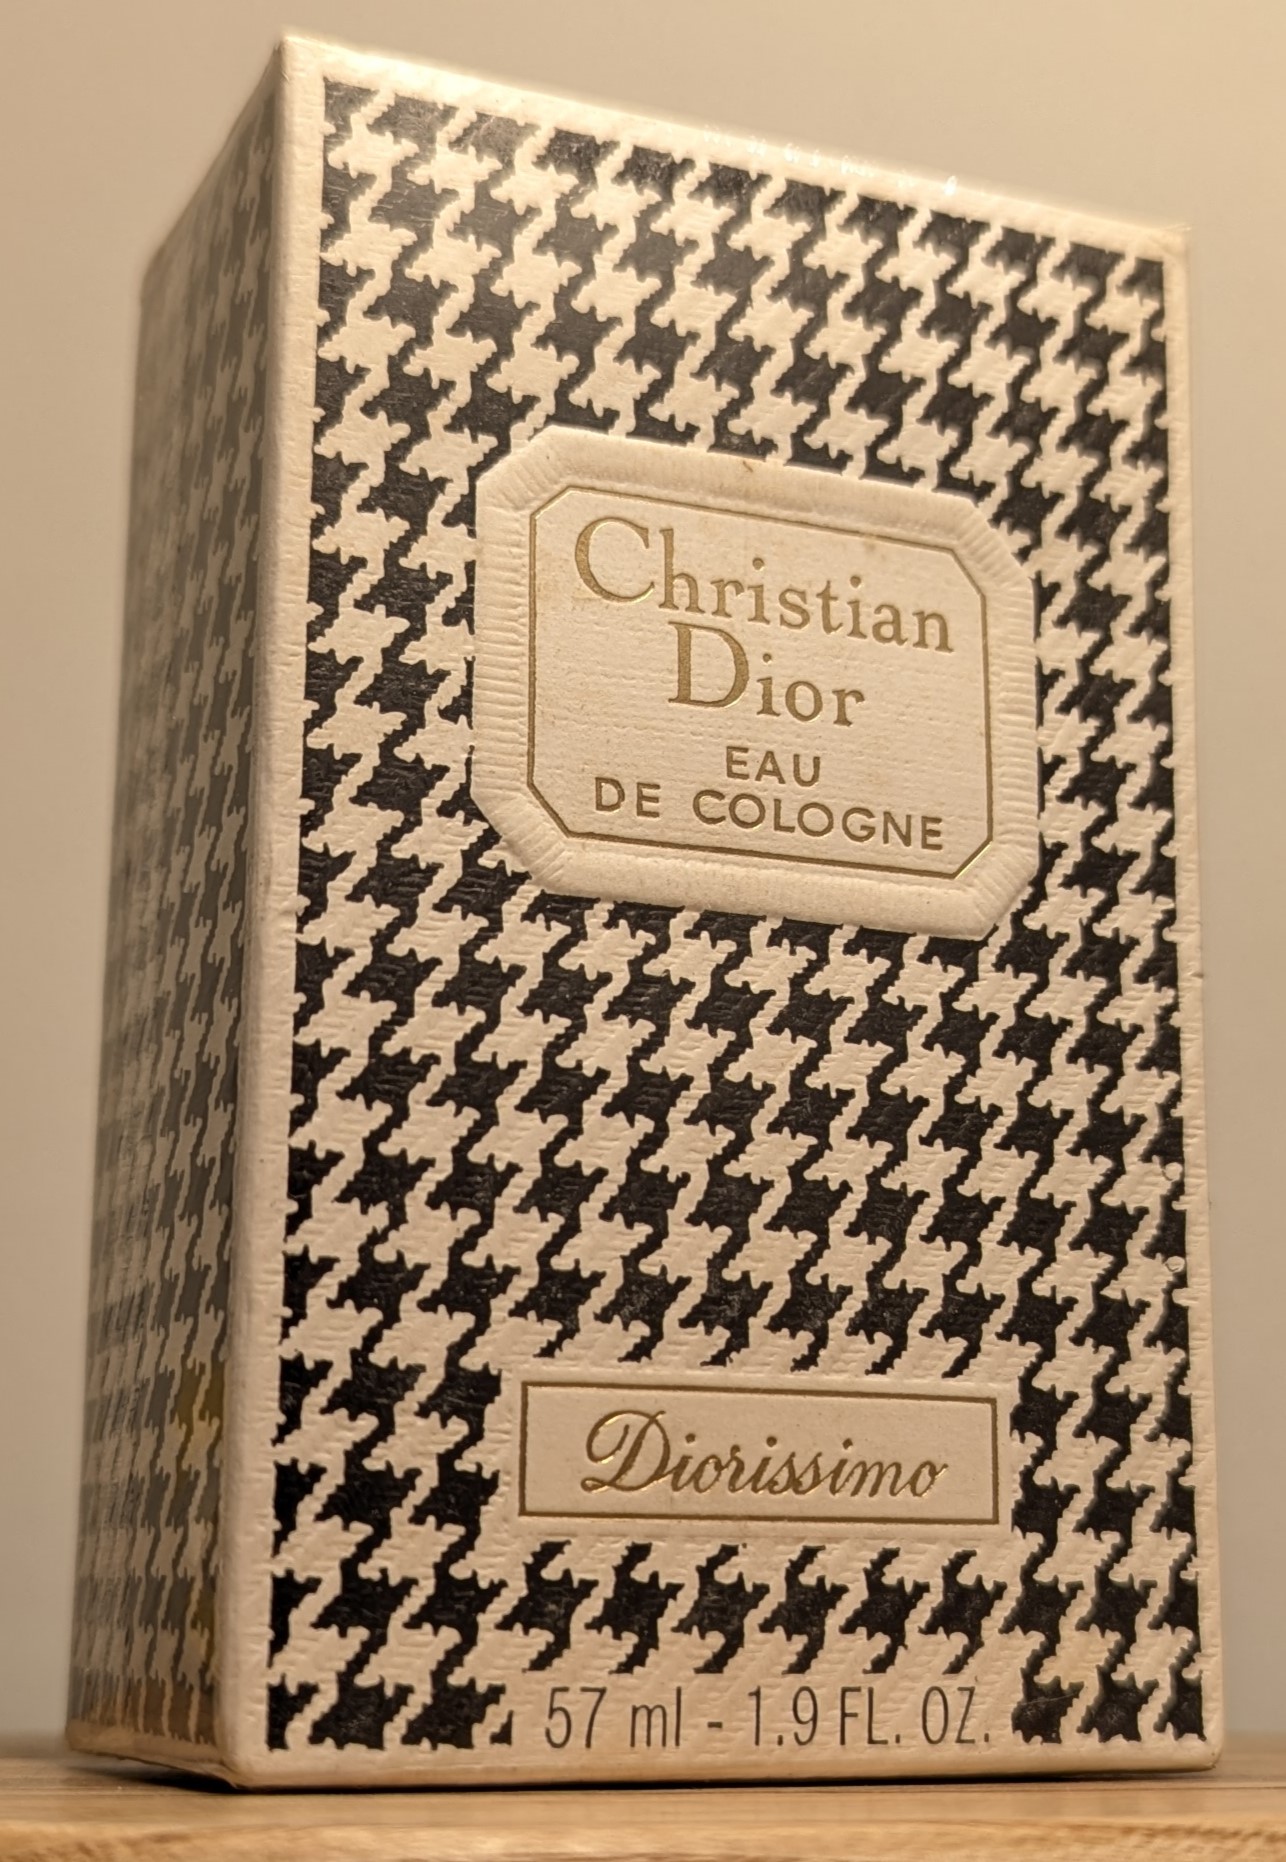 Christian
Dior
EAU
DE COLOGNE
Diorissimo
57 ml - 1.9 FL. OZ.